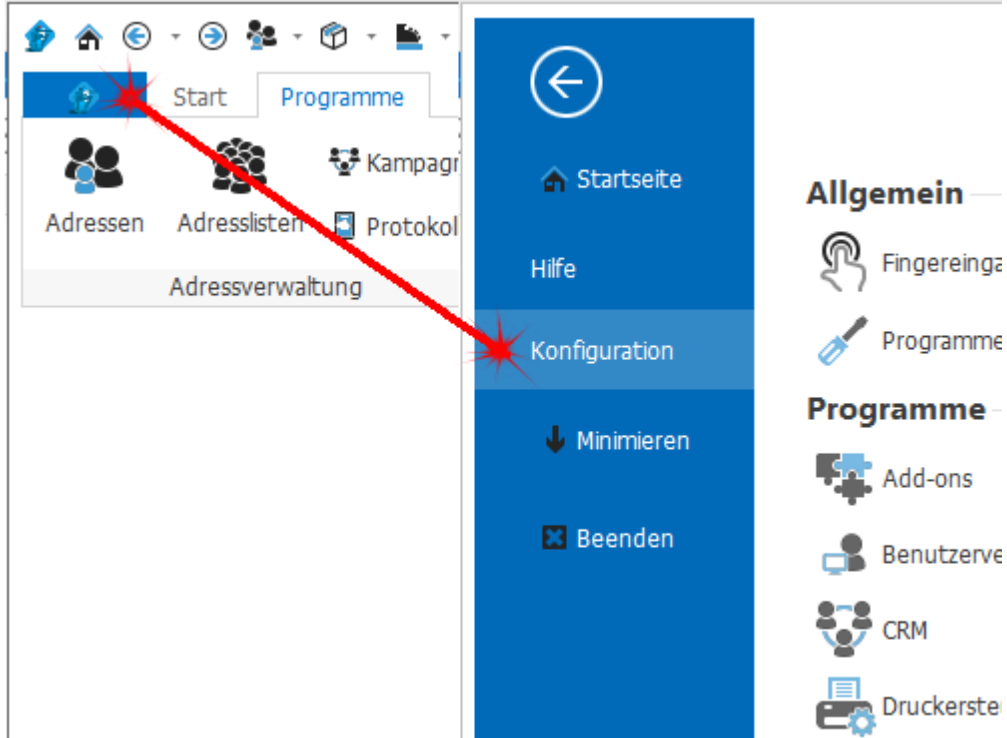 Start
Programme
Kampagn
Adressen
Adresslisten
Protokol
Adressverwaltung
Startseite
Hilfe
Konfiguration
Minimieren
Beenden
Allgemein
Fingereinga
Programme
Programme
Add-ons
Benutzerve
CRM
Druckerste